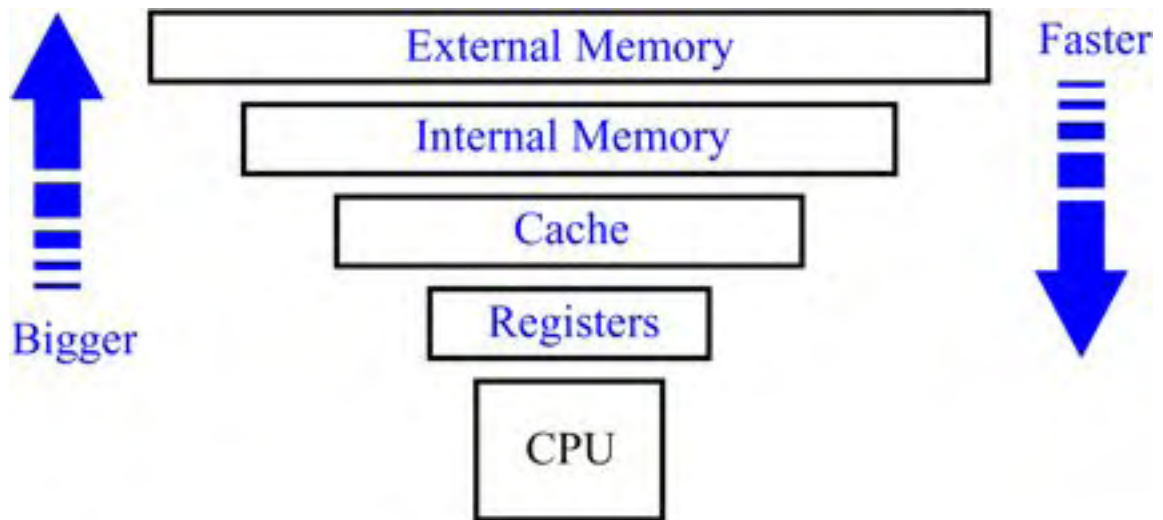 External Memory
Faster
Internal Memory
Cache
Registers
Bigger
CPU